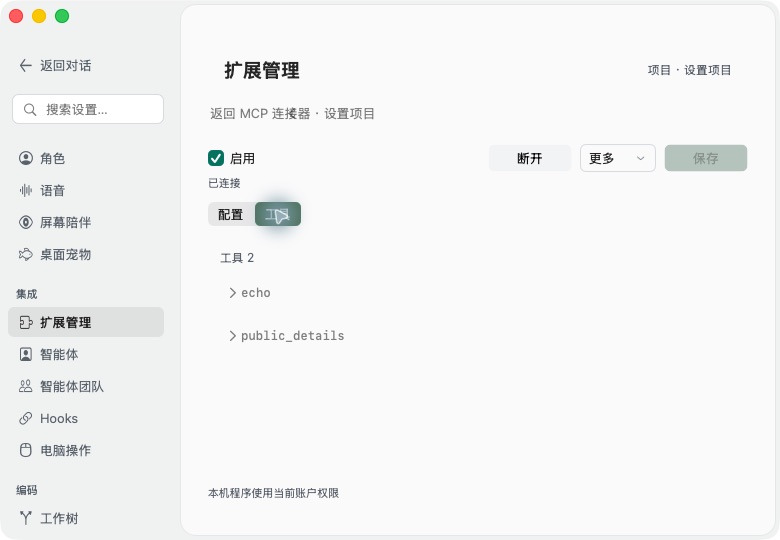 返回对话
搜索设置...
角色
语音
屏幕陪伴
桌面宠物
集成
扩展管理
智能体
智能体团队
Hooks
电脑操作
编码
工作树
扩展管理
项目 · 设置项目
返回 MCP 连接器 · 设置项目
启用
断开
更多
保存
已连接
配置
工具
工具 2
echo
public_details
本机程序使用当前账户权限